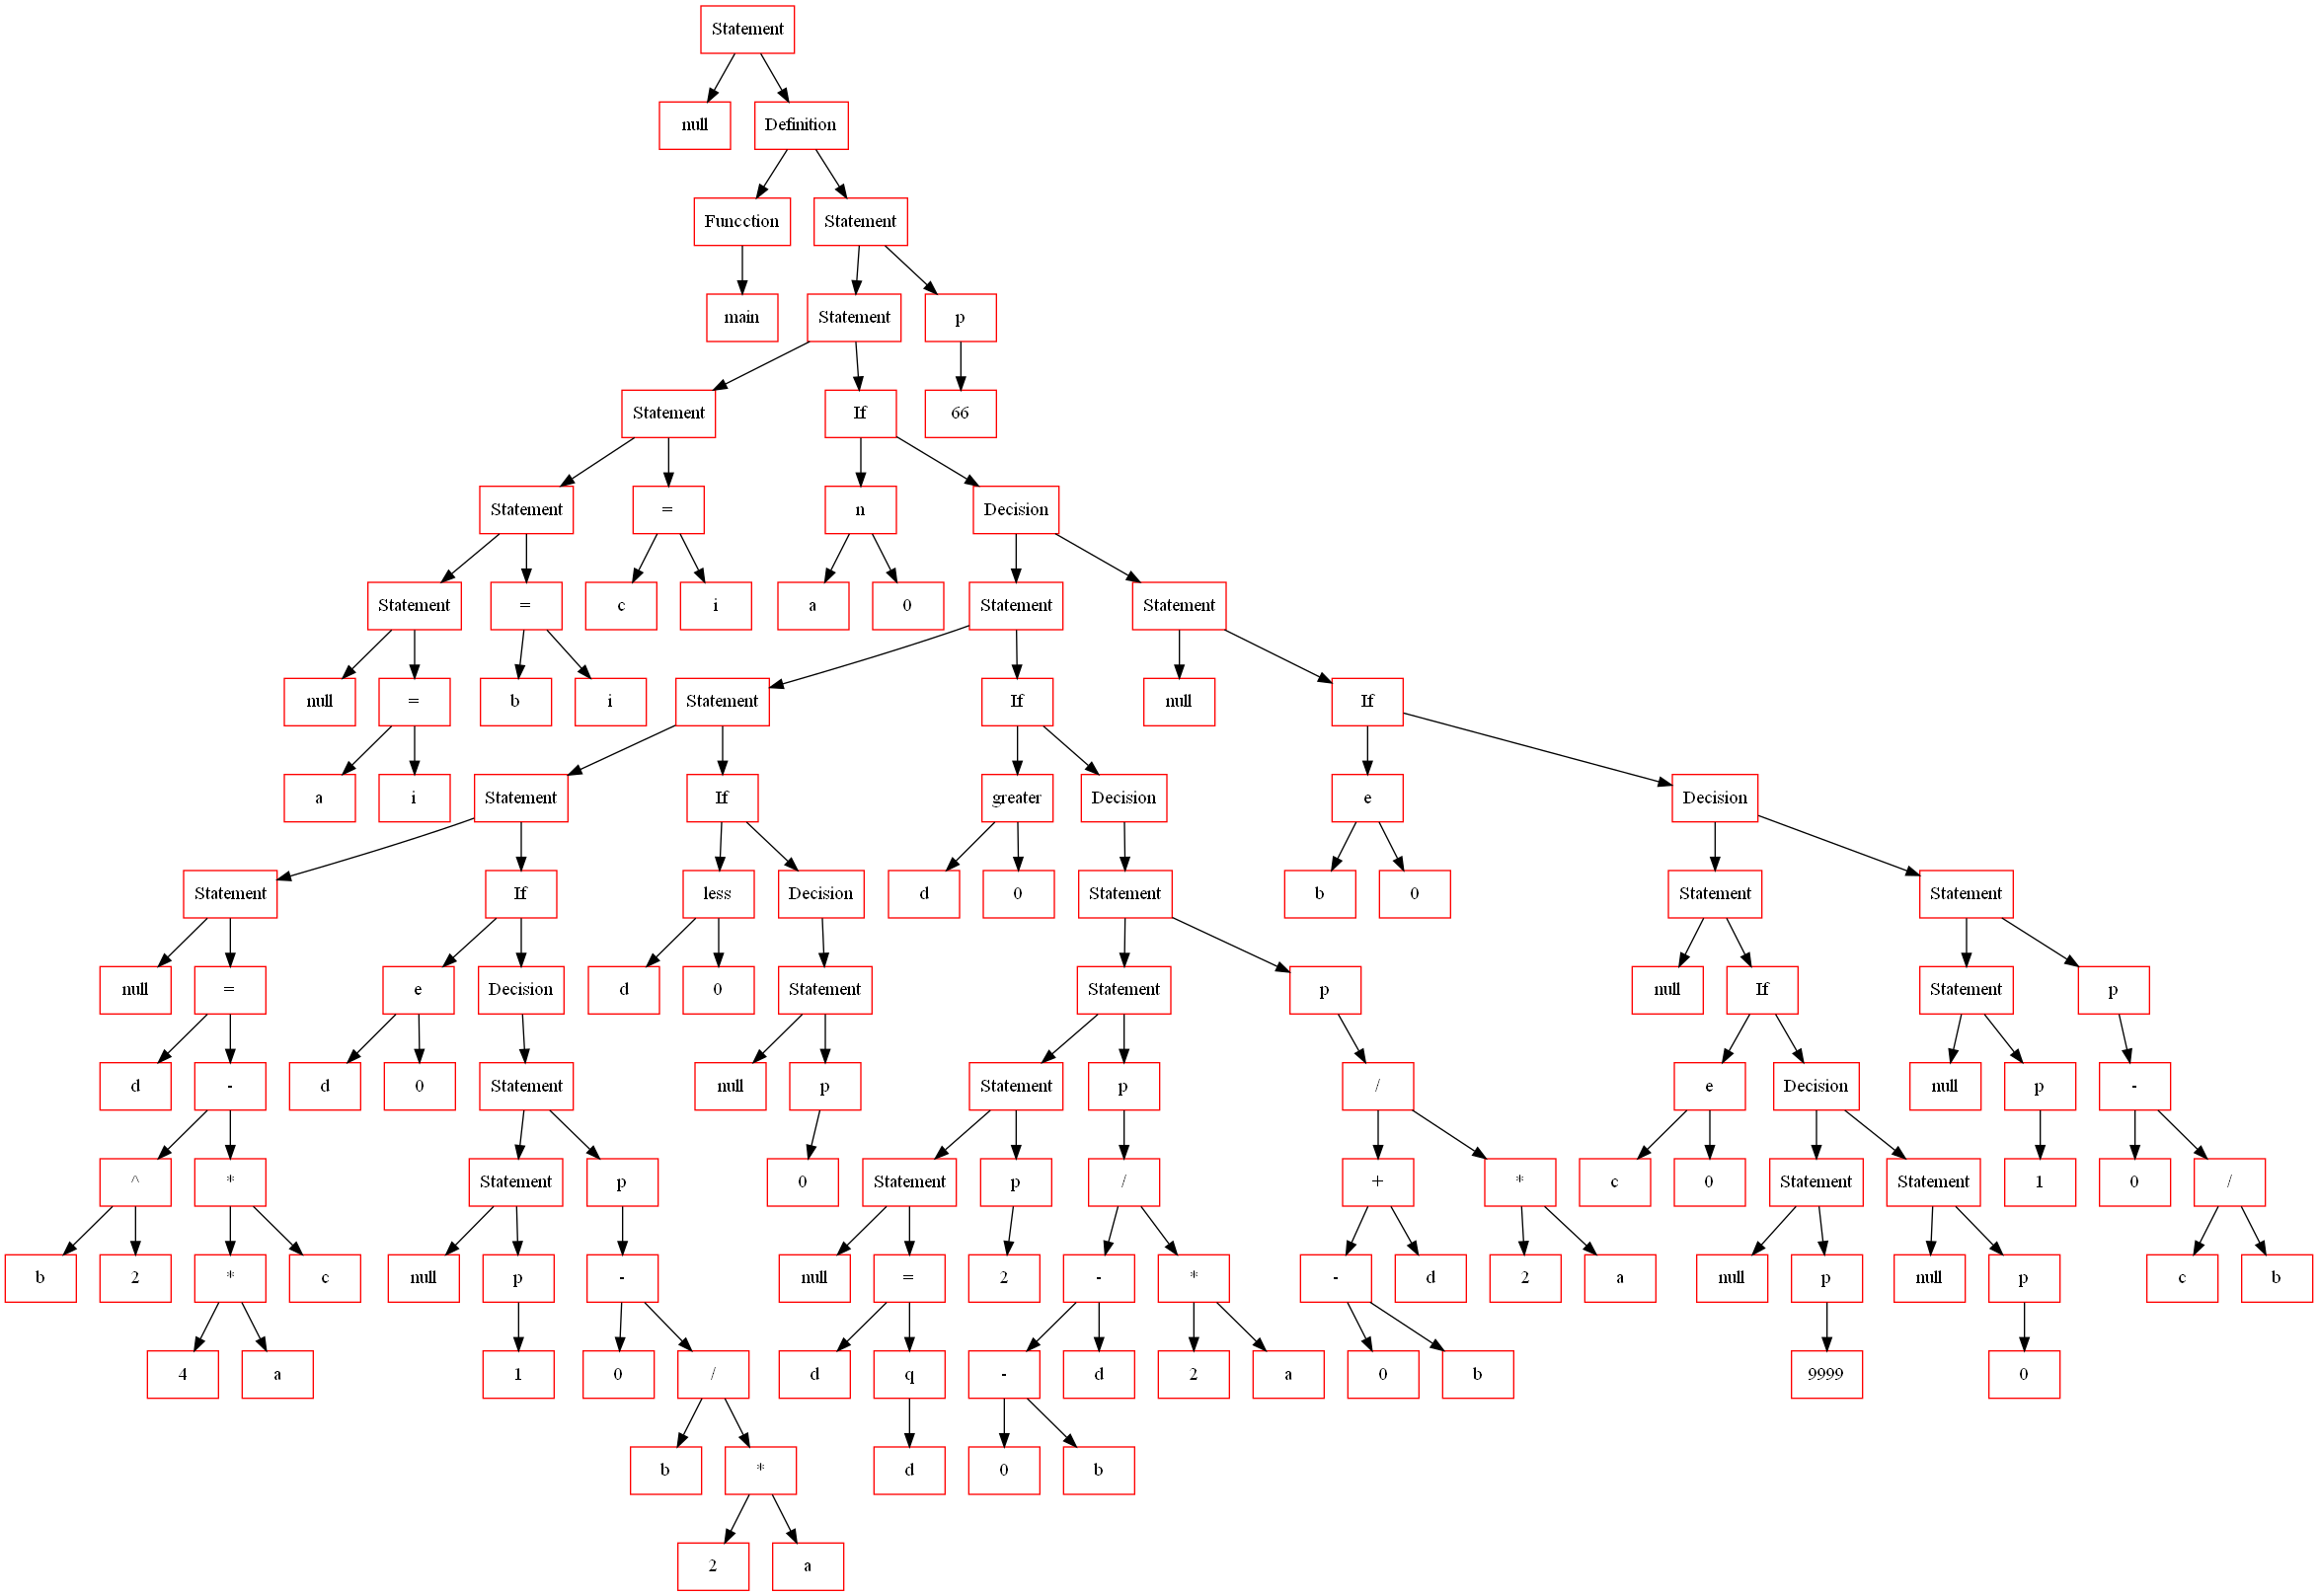 Statement
null Definition
Funcction Statement
main Statement p
Statement If 66
Statement = n Decision
Statement = c i a 0 Statement Statement
null = b i Statement If null If
a i Statement If greater Decision e Decision
Statement If less Decision d 0 Statement b 0 Statement Statement
null = e Decision d 0 Statement Statement p null If Statement p
d - d 0 Statement null p Statement p / e Decision null p -
^ * Statement p 0 Statement p / + * c 0 Statement Statement 1 0 /
b 2 * c null p - null = 2 - * - d 2 a null p null p c b
4 a 1 0 / d q - d 2 a 0 b 9999 0
b * d 0 b
2 a